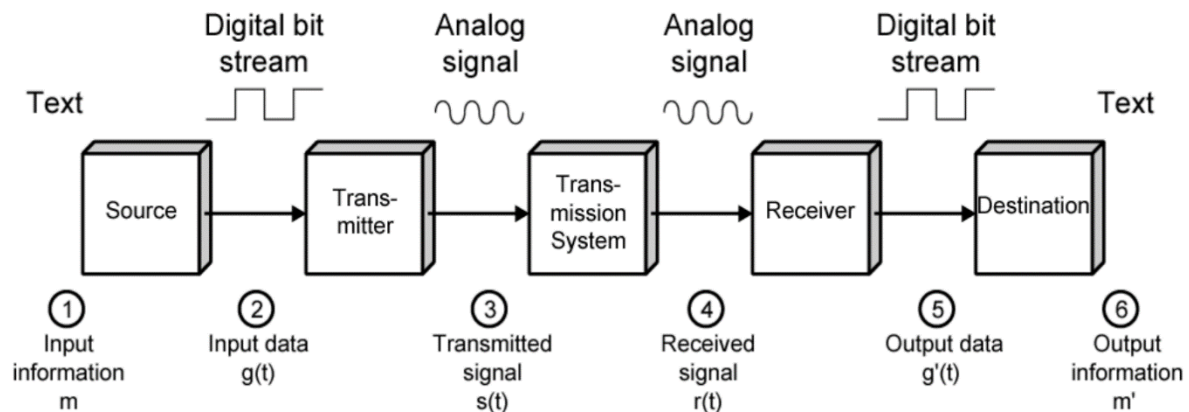 Digital bit
stream
Analog
signal
Analog
signal
Digital bit
stream
Text
Text
Source
Trans-
mitter
Trans-
mission
System
Receiver
Destination
1
Input
information
m
2
Input data
g(t)
3
Transmitted
signal
s(t)
4
Received
signal
r(t)
5
Output data
g'(t)
6
Output
information
m'